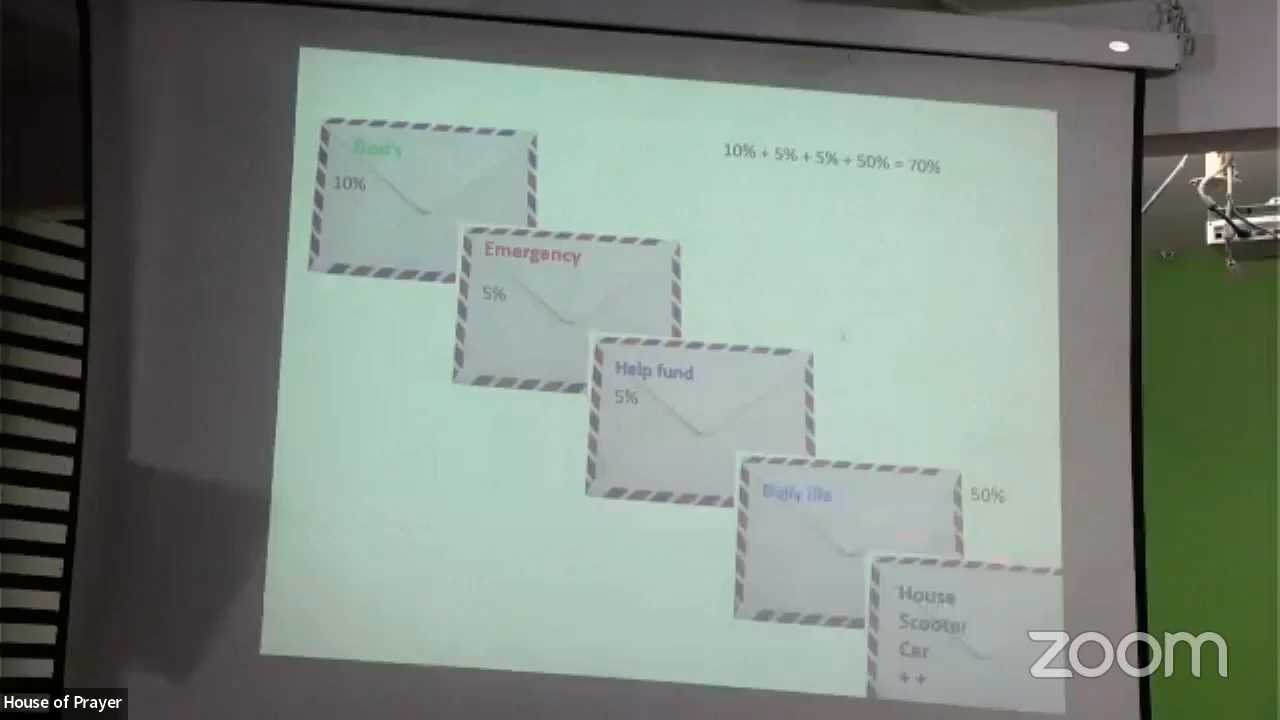 God's
10%
10% + 5% + 5% + 50% = 70%
Emergency
5%
Help fund
5%
Daily life
50%
House
Scooter
Car
++
zoom
House of Prayer